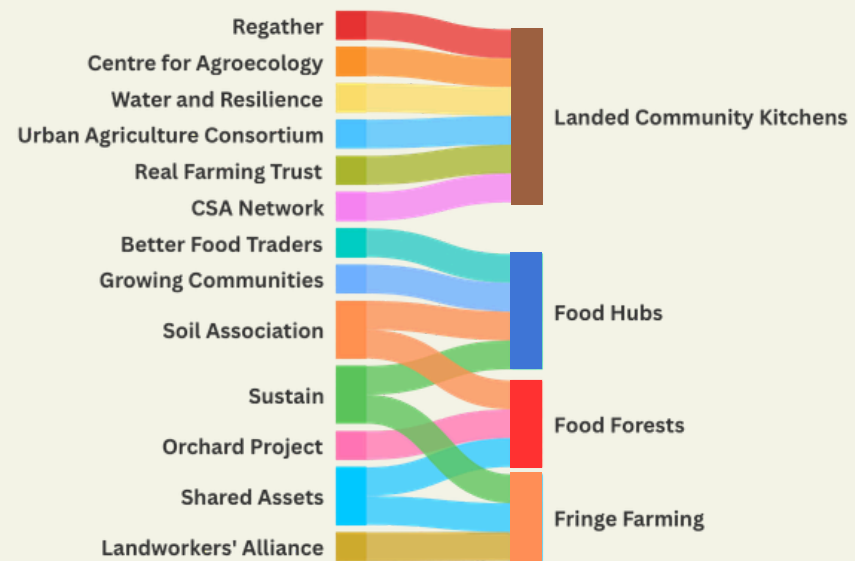 Regather
Centre for Agroecology
Water and Resilience
Urban Agriculture Consortium
Real Farming Trust
CSA Network
Better Food Traders
Growing Communities
Soil Association
Sustain
Orchard Project
Shared Assets
Landworkers' Alliance
Landed Community Kitchens
Food Hubs
Food Forests
Fringe Farming